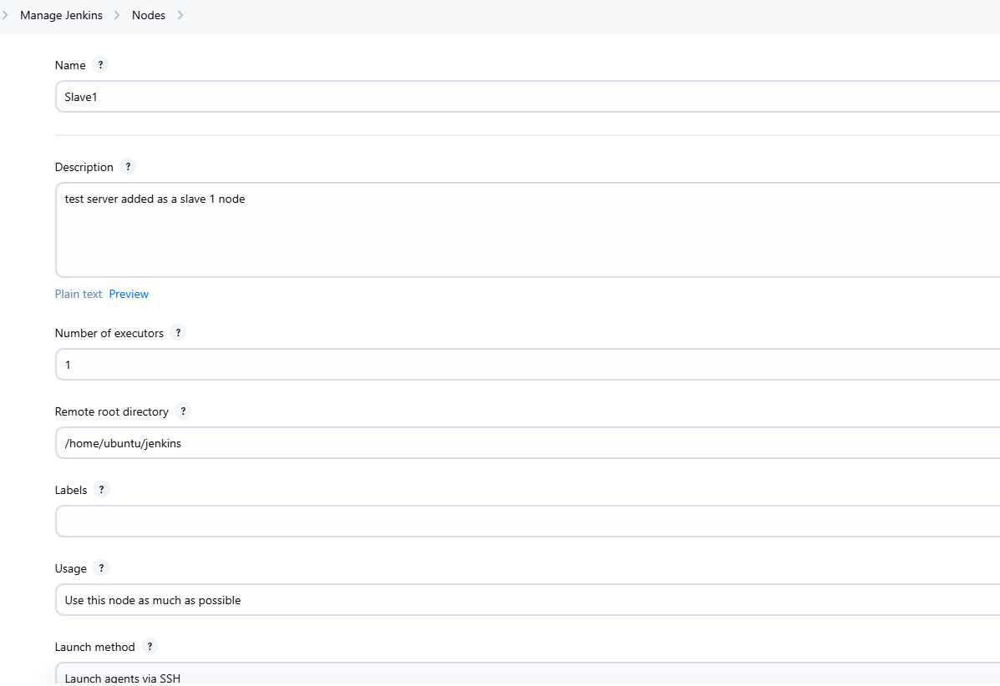 Manage Jenkins > Nodes >
Name ?
Slave1
Description ?
test server added as a slave 1 node
Plain text Preview
Number of executors ?
1
Remote root directory ?
/home/ubuntu/jenkins
Labels ?
Usage ?
Use this node as much as possible
Launch method ?
Launch agents via SSH